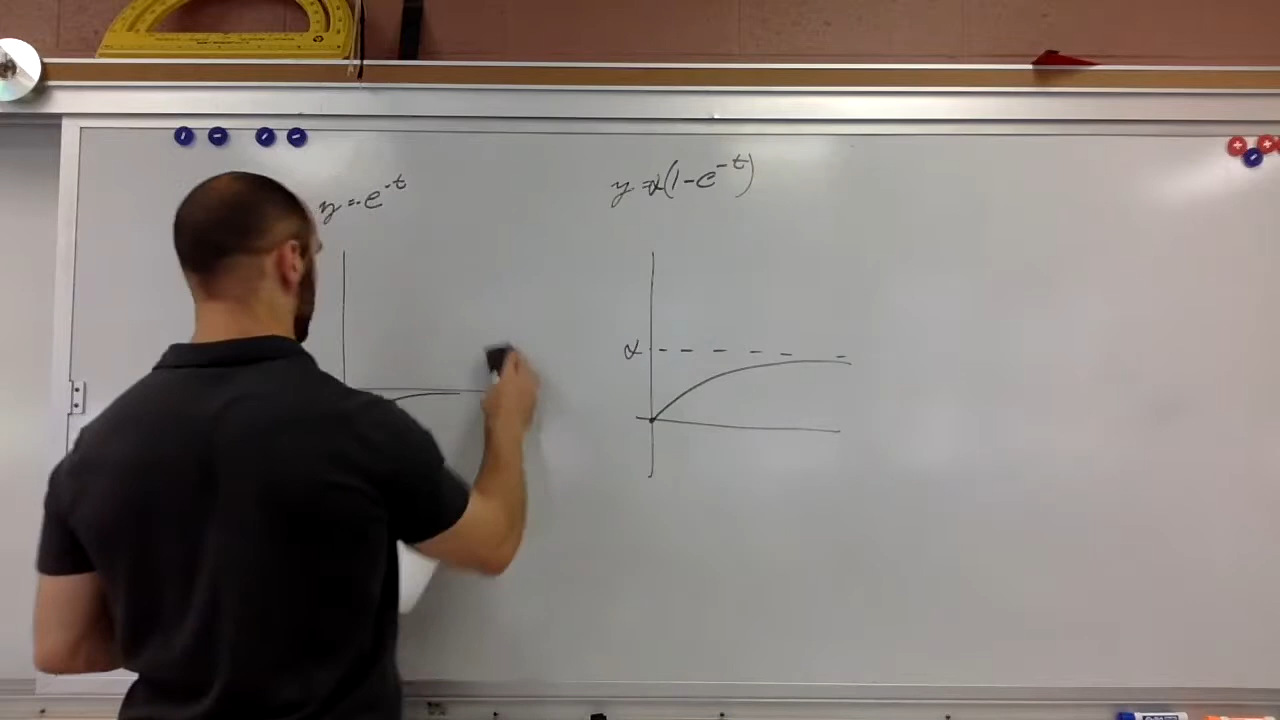 y = -e^{-t}
y = α(1-e^{-t})
α